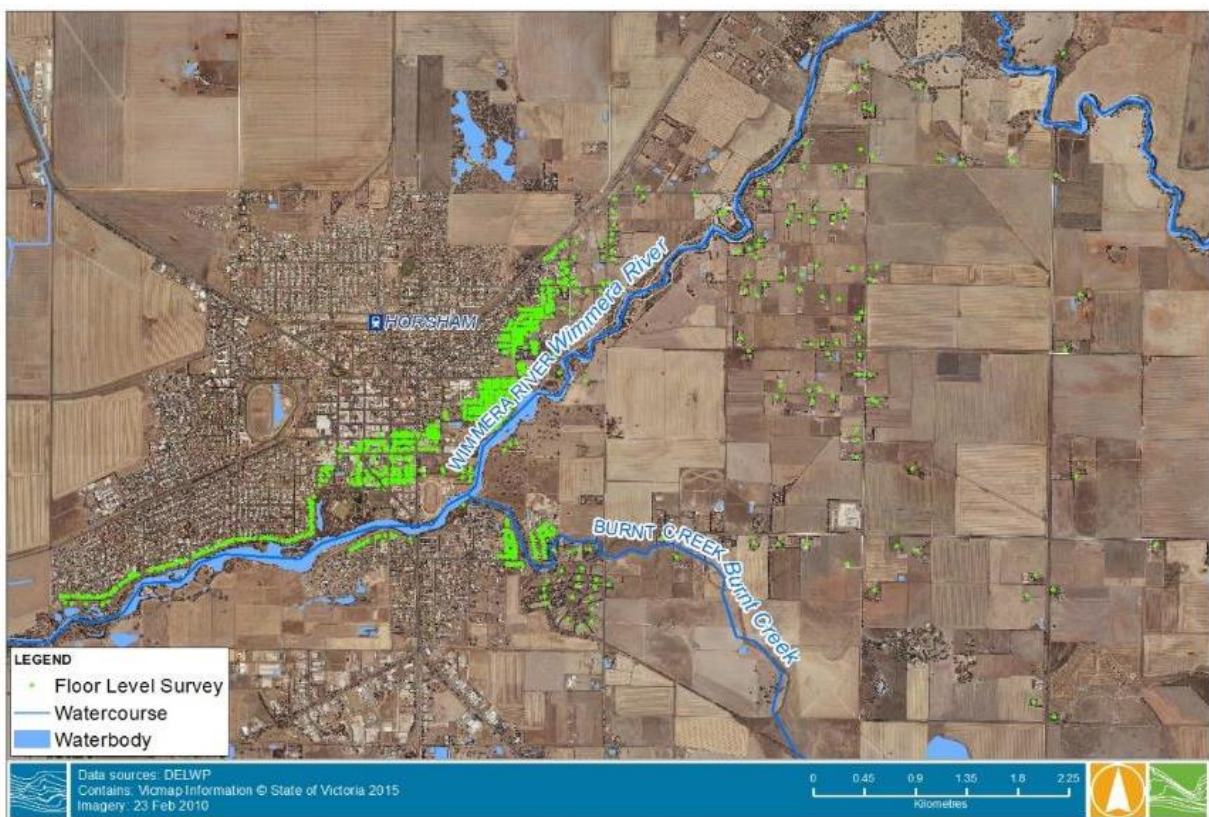 HORSHAM
WIMMERA RIVER
Wimmera River
BURNT CREEK
Burnt Creek
LEGEND
Floor Level Survey
Watercourse
Waterbody
Data sources: DELWP
Contains: Vicmap Information © State of Victoria 2015
Imagery: 23 Feb 2010
0 0.45 0.9 1.35 1.8 2.25
Kilometres